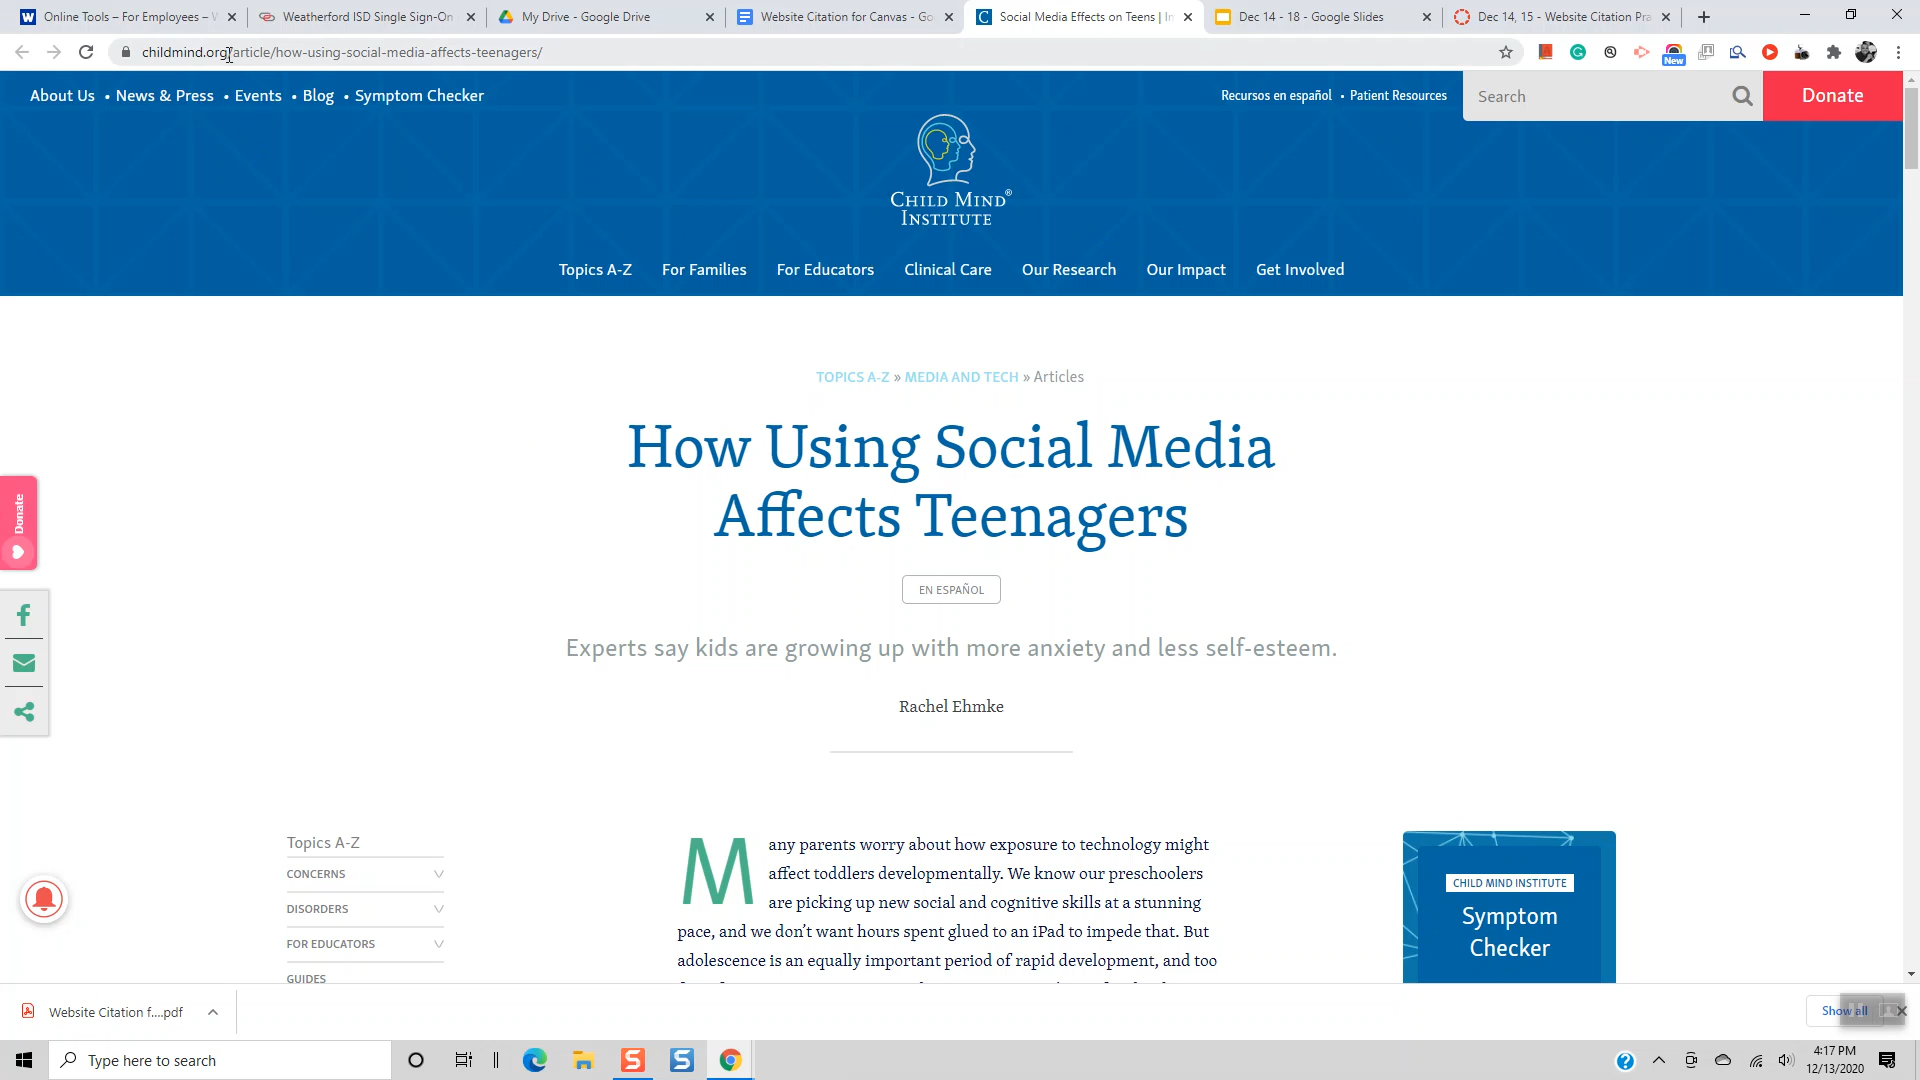 Online Tools – For Employees – W
Weatherford ISD Single Sign-On
My Drive - Google Drive
Website Citation for Canvas - Go
Social Media Effects on Teens | In
Dec 14 - 18 - Google Slides
Dec 14, 15 - Website Citation Pra
childmind.org/article/how-using-social-media-affects-teenagers/
New
About Us • News & Press • Events • Blog • Symptom Checker
Recursos en español • Patient Resources
Search
Donate
CHILD MIND®
INSTITUTE
Topics A-Z
For Families
For Educators
Clinical Care
Our Research
Our Impact
Get Involved
TOPICS A-Z » MEDIA AND TECH » Articles
How Using Social Media
Affects Teenagers
EN ESPAÑOL
Experts say kids are growing up with more anxiety and less self-esteem.
Rachel Ehmke
Donate
Topics A-Z
CONCERNS
DISORDERS
FOR EDUCATORS
GUIDES
Many parents worry about how exposure to technology might
affect toddlers developmentally. We know our preschoolers
are picking up new social and cognitive skills at a stunning
pace, and we don’t want hours spent glued to an iPad to impede that. But
adolescence is an equally important period of rapid development, and too
CHILD MIND INSTITUTE
Symptom
Checker
Website Citation f....pdf
Show all
Type here to search
4:17 PM
12/13/2020